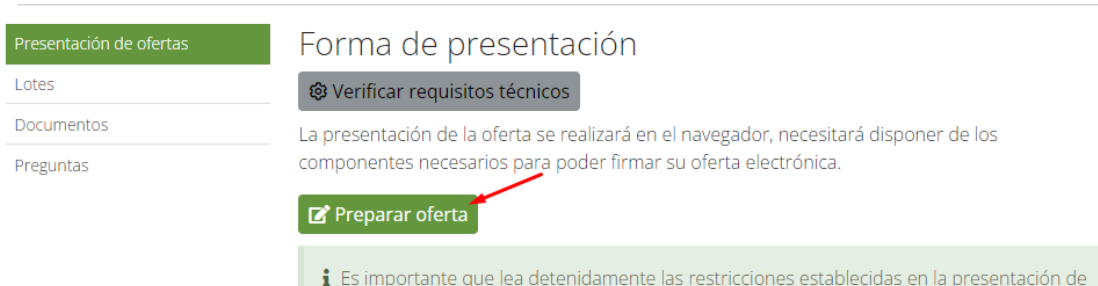 Presentación de ofertas
Lotes
Documentos
Preguntas
Forma de presentación
Verificar requisitos técnicos
La presentación de la oferta se realizará en el navegador, necesitará disponer de los
componentes necesarios para poder firmar su oferta electrónica.
Preparar oferta
Es importante que lea detenidamente las restricciones establecidas en la presentación de